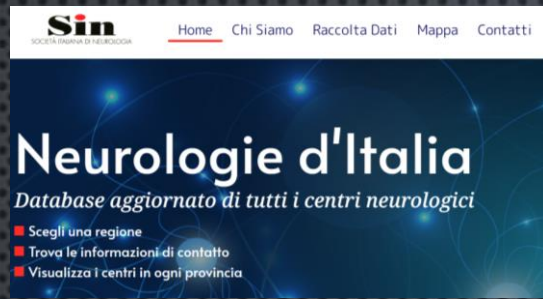 Sin
SOCIETÀ ITALIANA DI NEUROLOGIA
Home Chi Siamo Raccolta Dati Mappa Contatti
Neurologie d'Italia
Database aggiornato di tutti i centri neurologici
Scegli una regione
Trova le informazioni di contatto
Visualizza i centri in ogni provincia